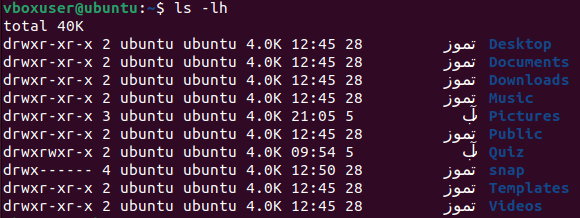 vboxuser@ubuntu:~$ ls -lh
total 40K
drwxr-xr-x 2 ubuntu ubuntu 4.0K 12:45 28 تموز Desktop
drwxr-xr-x 2 ubuntu ubuntu 4.0K 12:45 28 تموز Documents
drwxr-xr-x 2 ubuntu ubuntu 4.0K 12:45 28 تموز Downloads
drwxr-xr-x 2 ubuntu ubuntu 4.0K 12:45 28 تموز Music
drwxr-xr-x 3 ubuntu ubuntu 4.0K 21:05 5 آب Pictures
drwxr-xr-x 2 ubuntu ubuntu 4.0K 12:45 28 تموز Public
drwxrwxr-x 2 ubuntu ubuntu 4.0K 09:54 5 آب Quiz
drwx------ 4 ubuntu ubuntu 4.0K 12:50 28 تموز snap
drwxr-xr-x 2 ubuntu ubuntu 4.0K 12:45 28 تموز Templates
drwxr-xr-x 2 ubuntu ubuntu 4.0K 12:45 28 تموز Videos